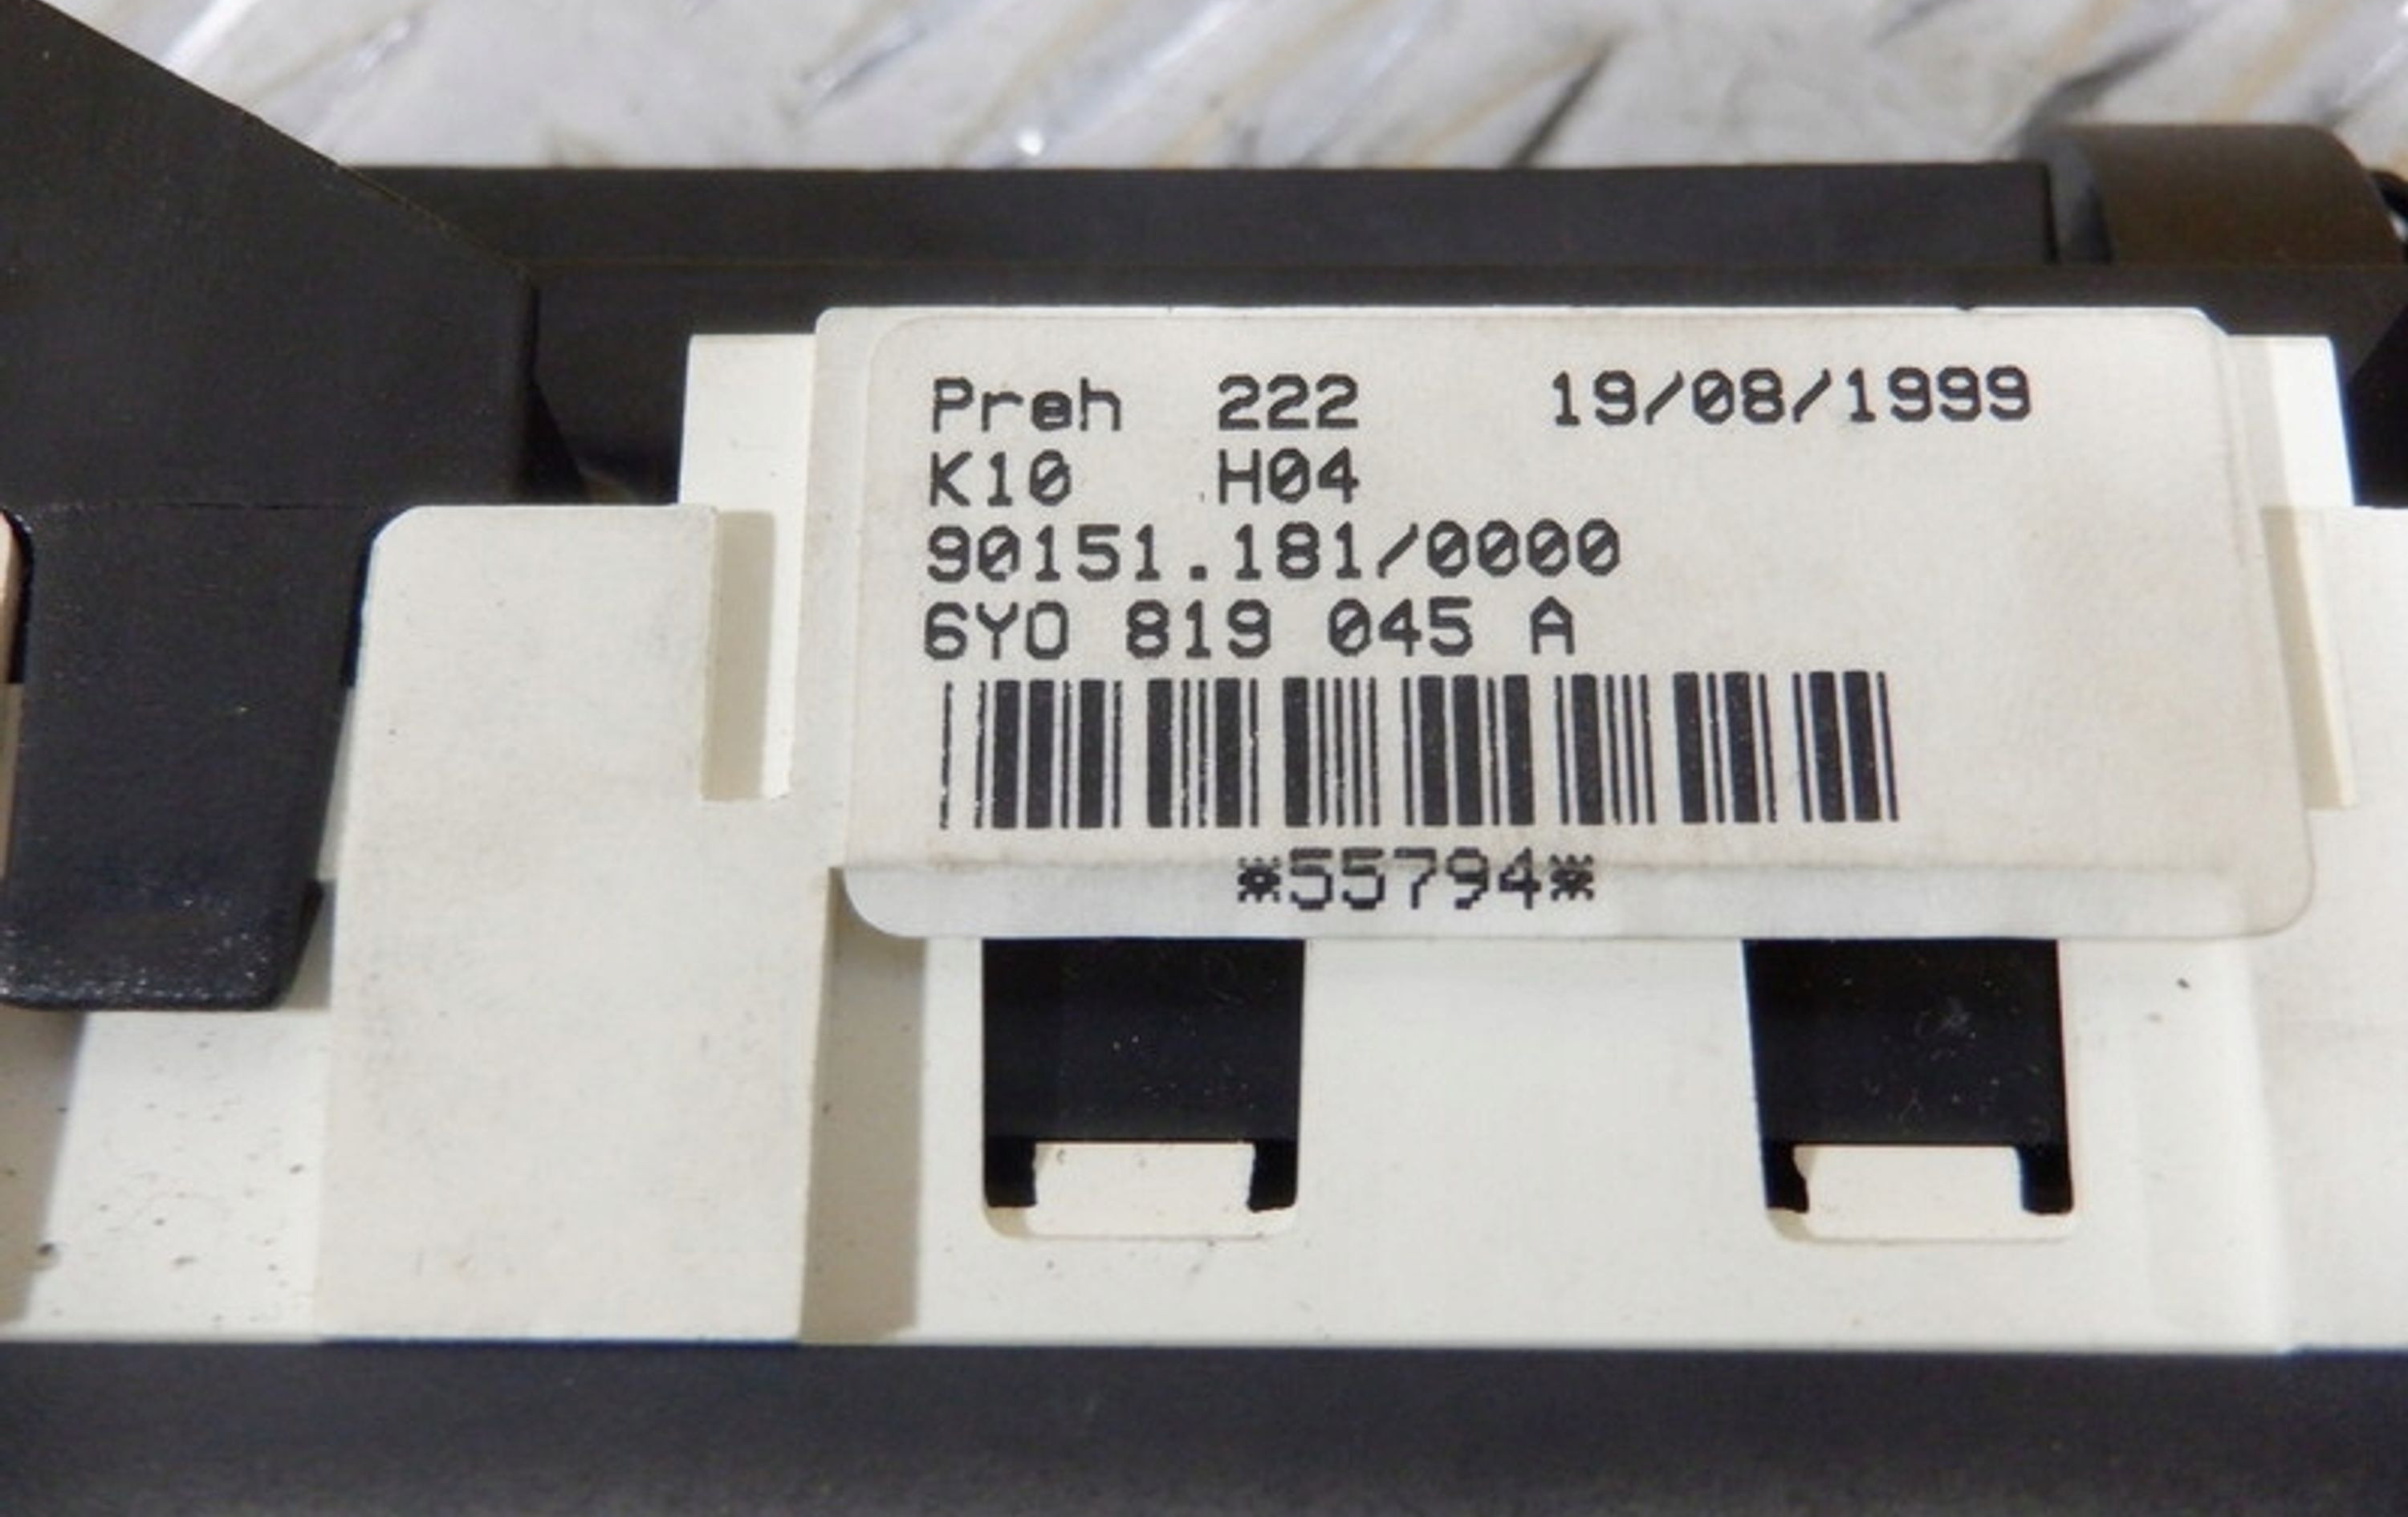 Preh 222 19/08/1999
K10 H04
90151.181/0000
6Y0 819 045 A
*55794*